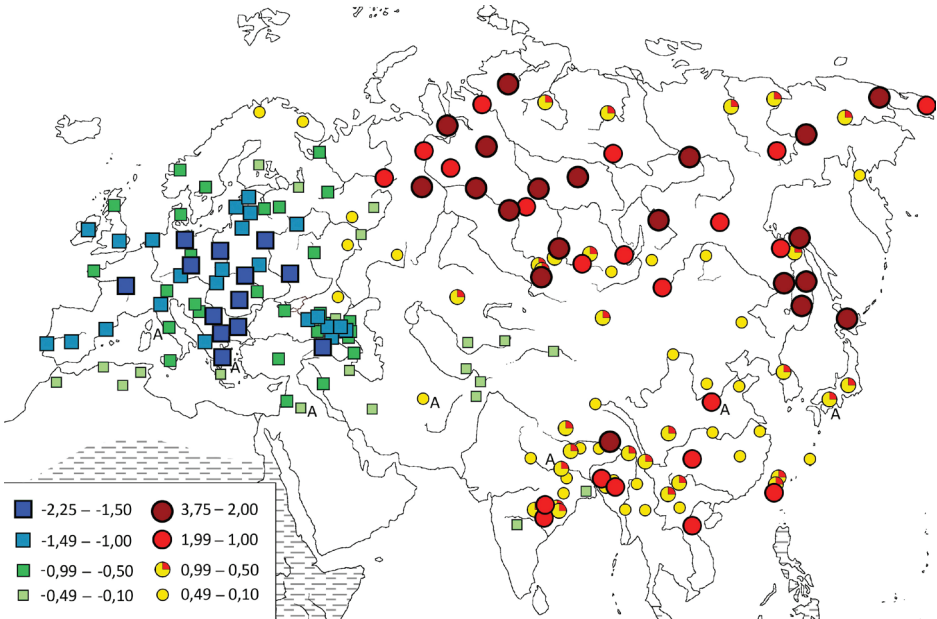 A
A
A
A
A
A
A
-2,25 – -1,50
3,75 – 2,00
-1,49 – -1,00
1,99 – 1,00
-0,99 – -0,50
0,99 – 0,50
-0,49 – -0,10
0,49 – 0,10